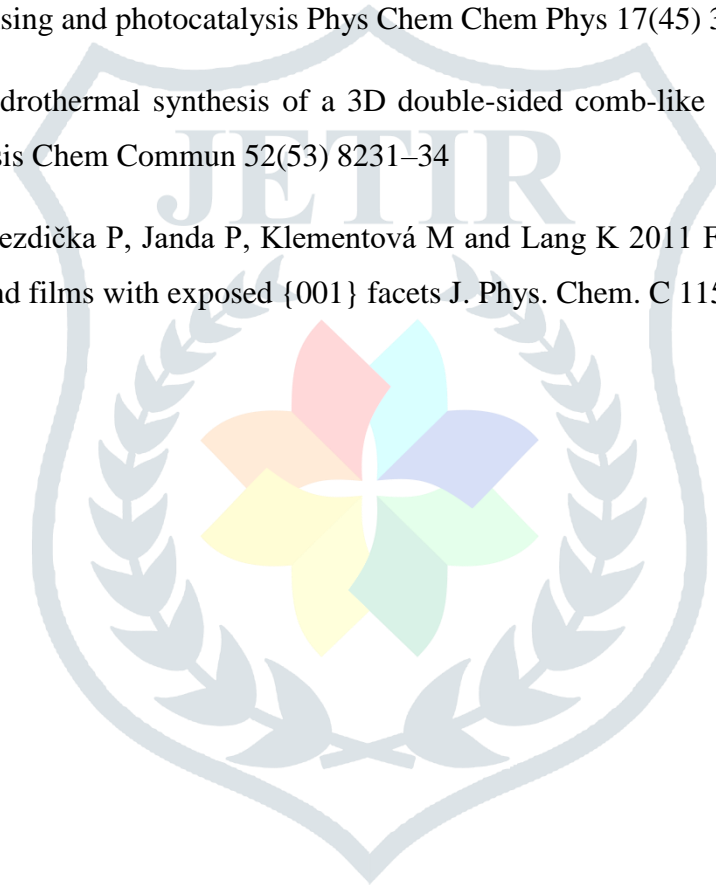 sing and photocatalysis Phys Chem Chem Phys 17(45) 3
drothermal synthesis of a 3D double-sided comb-like
JETIR
sis Chem Commun 52(53) 8231–34
ezdička P, Janda P, Klementová M and Lang K 2011 F
nd films with exposed {001} facets J. Phys. Chem. C 115